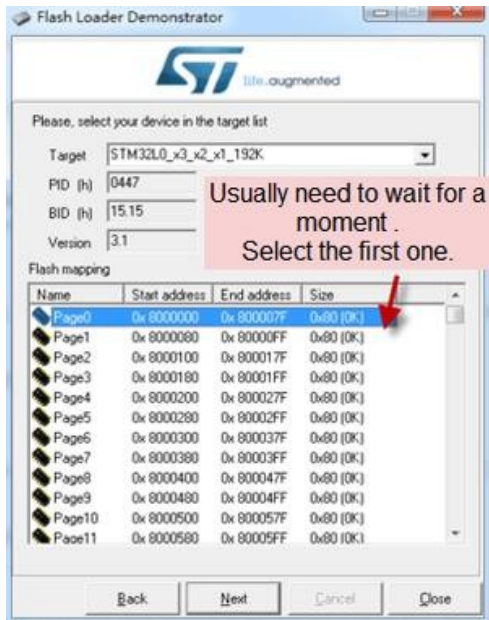 Flash Loader Demonstrator
ST life.augmented
Please, select your device in the target list
Target STM32L0_x3_x2_x1_192K
PID (h) 0447
BID (h) 15.15
Version 3.1
Usually need to wait for a
moment .
Select the first one.
Flash mapping
Name Start address End address Size
Page0 0x 8000000 0x 800007F 0x80 (0K)
Page1 0x 8000080 0x 80000FF 0x80 (0K)
Page2 0x 8000100 0x 800017F 0x80 (0K)
Page3 0x 8000180 0x 80001FF 0x80 (0K)
Page4 0x 8000200 0x 800027F 0x80 (0K)
Page5 0x 8000280 0x 80002FF 0x80 (0K)
Page6 0x 8000300 0x 800037F 0x80 (0K)
Page7 0x 8000380 0x 80003FF 0x80 (0K)
Page8 0x 8000400 0x 800047F 0x80 (0K)
Page9 0x 8000480 0x 80004FF 0x80 (0K)
Page10 0x 8000500 0x 800057F 0x80 (0K)
Page11 0x 8000580 0x 80005FF 0x80 (0K)
Back Next Cancel Close